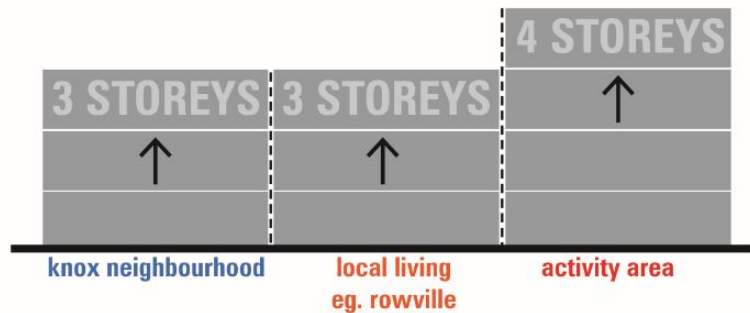 4 STOREYS
3 STOREYS
3 STOREYS
knox neighbourhood
local living
eg. rowville
activity area